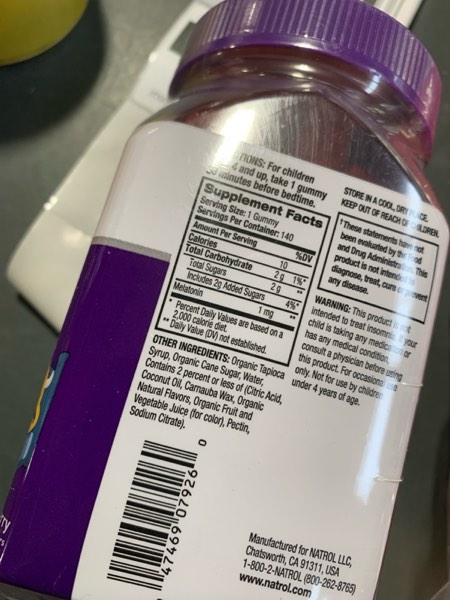 TIONS: For children
4 and up, take 1 gummy
minutes before bedtime.
Supplement Facts
Serving Size: 1 Gummy
Servings Per Container: 140
Amount Per Serving %DV
Calories 10
Total Carbohydrate 2 g 1%*
Total Sugars 2 g **
Includes 2g Added Sugars 4%*
Melatonin 1 mg **
* Percent Daily Values are based on a
2,000 calorie diet.
** Daily Value (DV) not established.
OTHER INGREDIENTS: Organic Tapioca
Syrup, Organic Cane Sugar, Water,
Contains 2 percent or less of (Citric Acid,
Coconut Oil, Carnauba Wax, Organic
Natural Flavors, Organic Fruit and
Vegetable Juice (for color), Pectin,
Sodium Citrate).
47469 07926 0
STORE IN A COOL, DRY PLACE.
KEEP OUT OF REACH OF CHILDREN.
These statements have not
been evaluated by the Food
and Drug Administration. This
product is not intended to
diagnose, treat, cure or prevent
any disease.
WARNING: This product is not
intended to treat insomnia. If your
child is taking any medication or
has any medical condition,
consult a physician before using
this product. For occasional use
only. Not for use by children
under 4 years of age.
Manufactured for NATROL LLC,
Chatsworth, CA 91311, USA
1-800-2-NATROL (800-262-8765)
www.natrol.com